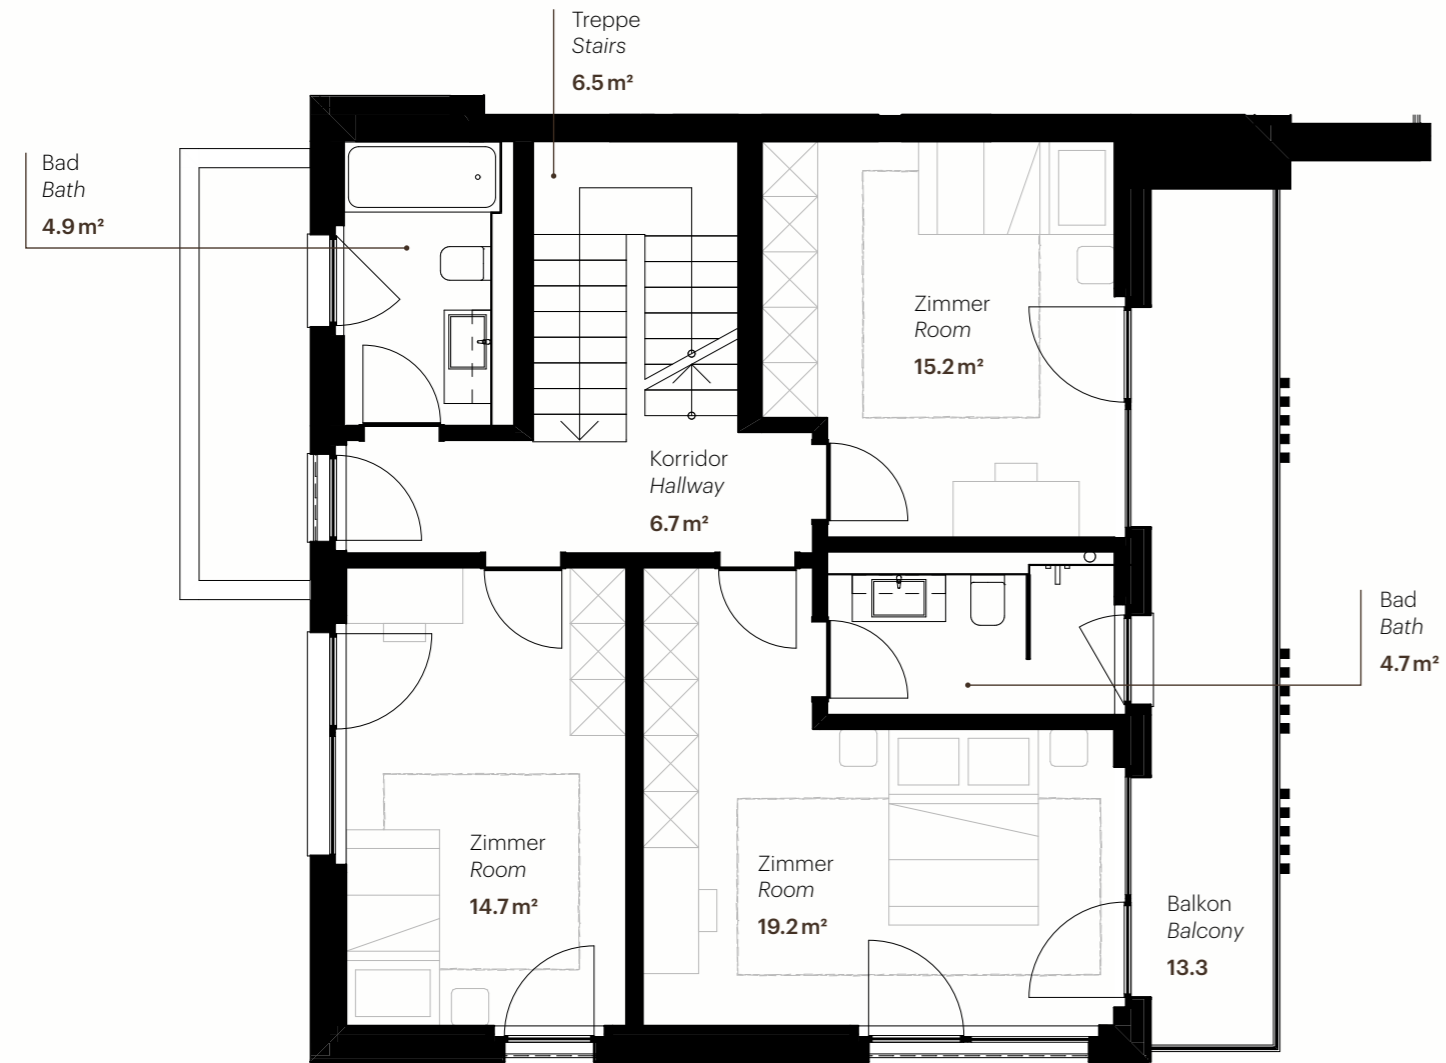 Treppe
Stairs
6.5 m²
Bad
Bath
4.9 m²
Zimmer
Room
15.2 m²
Korridor
Hallway
6.7 m²
Bad
Bath
4.7 m²
Zimmer
Room
14.7 m²
Zimmer
Room
19.2 m²
Balkon
Balcony
13.3